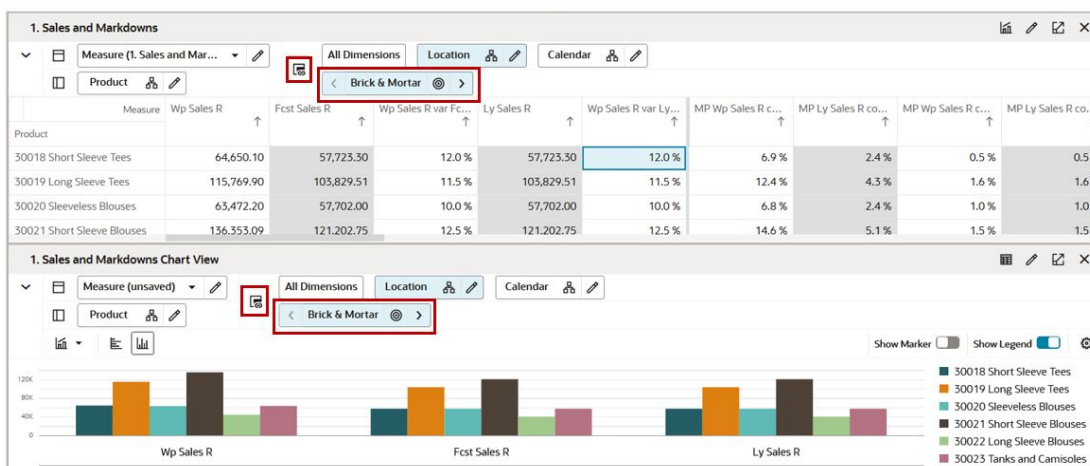 1. Sales and Markdowns
Measure (1. Sales and Mar...
All Dimensions
Location
Calendar
Product
Brick & Mortar
Measure Wp Sales R Fcst Sales R Wp Sales R var Fc... Ly Sales R Wp Sales R var Ly... MP Wp Sales R c... MP Ly Sales R co... MP Wp Sales R c... MP Ly Sales R co...
Product
30018 Short Sleeve Tees 64,650.10 57,723.30 12.0 % 57,723.30 12.0 % 6.9 % 2.4 % 0.5 % 0.5
30019 Long Sleeve Tees 115,769.90 103,829.51 11.5 % 103,829.51 11.5 % 12.4 % 4.3 % 1.6 % 1.6
30020 Sleeveless Blouses 63,472.20 57,702.00 10.0 % 57,702.00 10.0 % 6.8 % 2.4 % 1.0 % 1.0
30021 Short Sleeve Blouses 136,353.09 121,202.75 12.5 % 121,202.75 12.5 % 14.6 % 5.1 % 1.5 % 1.5
1. Sales and Markdowns Chart View
Measure (unsaved)
All Dimensions
Location
Calendar
Product
Brick & Mortar
Show Marker
Show Legend
120K
80K
40K
0
Wp Sales R
Fcst Sales R
Ly Sales R
30018 Short Sleeve Tees
30019 Long Sleeve Tees
30020 Sleeveless Blouses
30021 Short Sleeve Blouses
30022 Long Sleeve Blouses
30023 Tanks and Camisoles